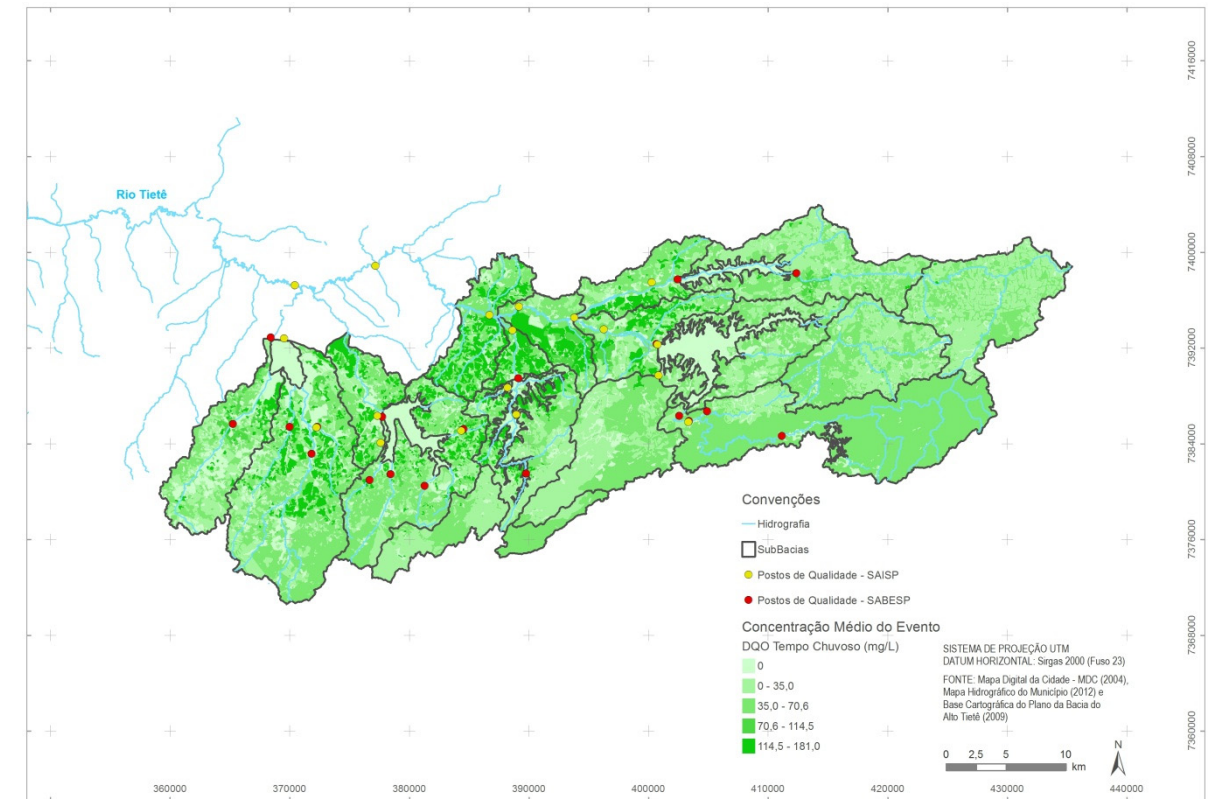 7416000
7408000
Rio Tietê
7400000
7392000
7384000
Convenções
Hidrografia
7376000
SubBacias
Postos de Qualidade - SAISP
Postos de Qualidade - SABESP
Concentração Médio do Evento
7368000
DQO Tempo Chuvoso (mg/L)
0
0 - 35,0
35,0 - 70,6
70,6 - 114,5
114,5 - 181,0
SISTEMA DE PROJEÇÃO UTM
DATUM HORIZONTAL: Sirgas 2000 (Fuso 23)
FONTE: Mapa Digital da Cidade - MDC (2004),
Mapa Hidrográfico do Município (2012) e
Base Cartográfica do Plano da Bacia do
Alto Tietê (2009)
7360000
0 2,5 5 10
km
N
360000 370000 380000 390000 400000 410000 420000 430000 440000